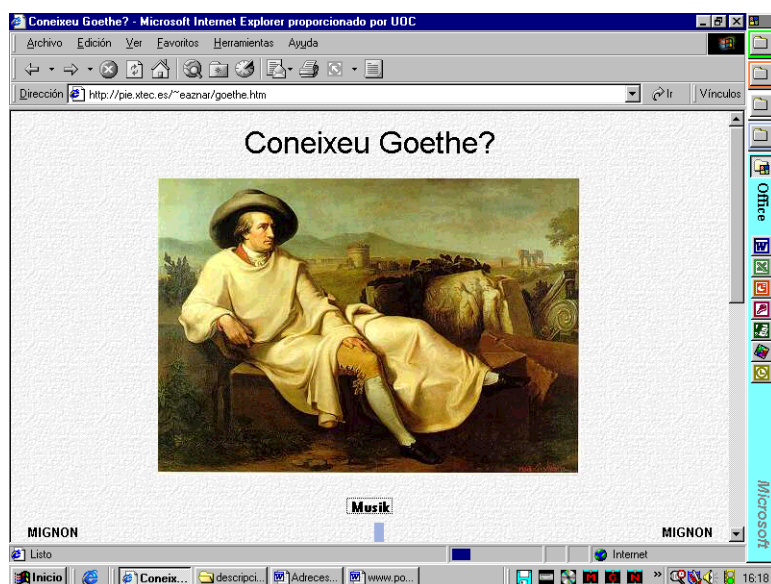 Coneixeu Goethe? - Microsoft Internet Explorer proporcionado por UOC
Archivo Edición Ver Favoritos Herramientas Ayuda
Dirección http://pie.xtec.es/~eaznar/goethe.htm Ir Vínculos
Coneixeu Goethe?
Musik
MIGNON MIGNON
Listo Internet
Inicio Coneix... descripci... Adreces... www.po... 16:19
Office
Microsoft